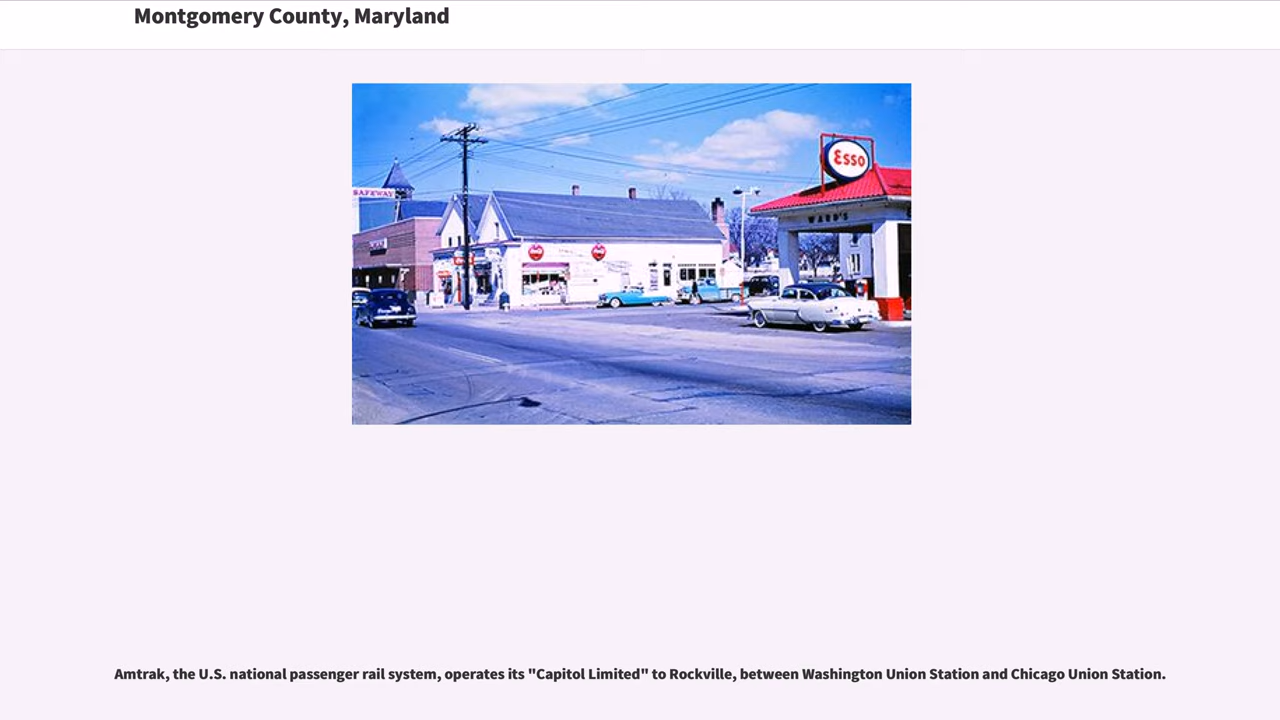 Montgomery County, Maryland
Esso
SAFEWAY
WARD'S
Amtrak, the U.S. national passenger rail system, operates its "Capitol Limited" to Rockville, between Washington Union Station and Chicago Union Station.